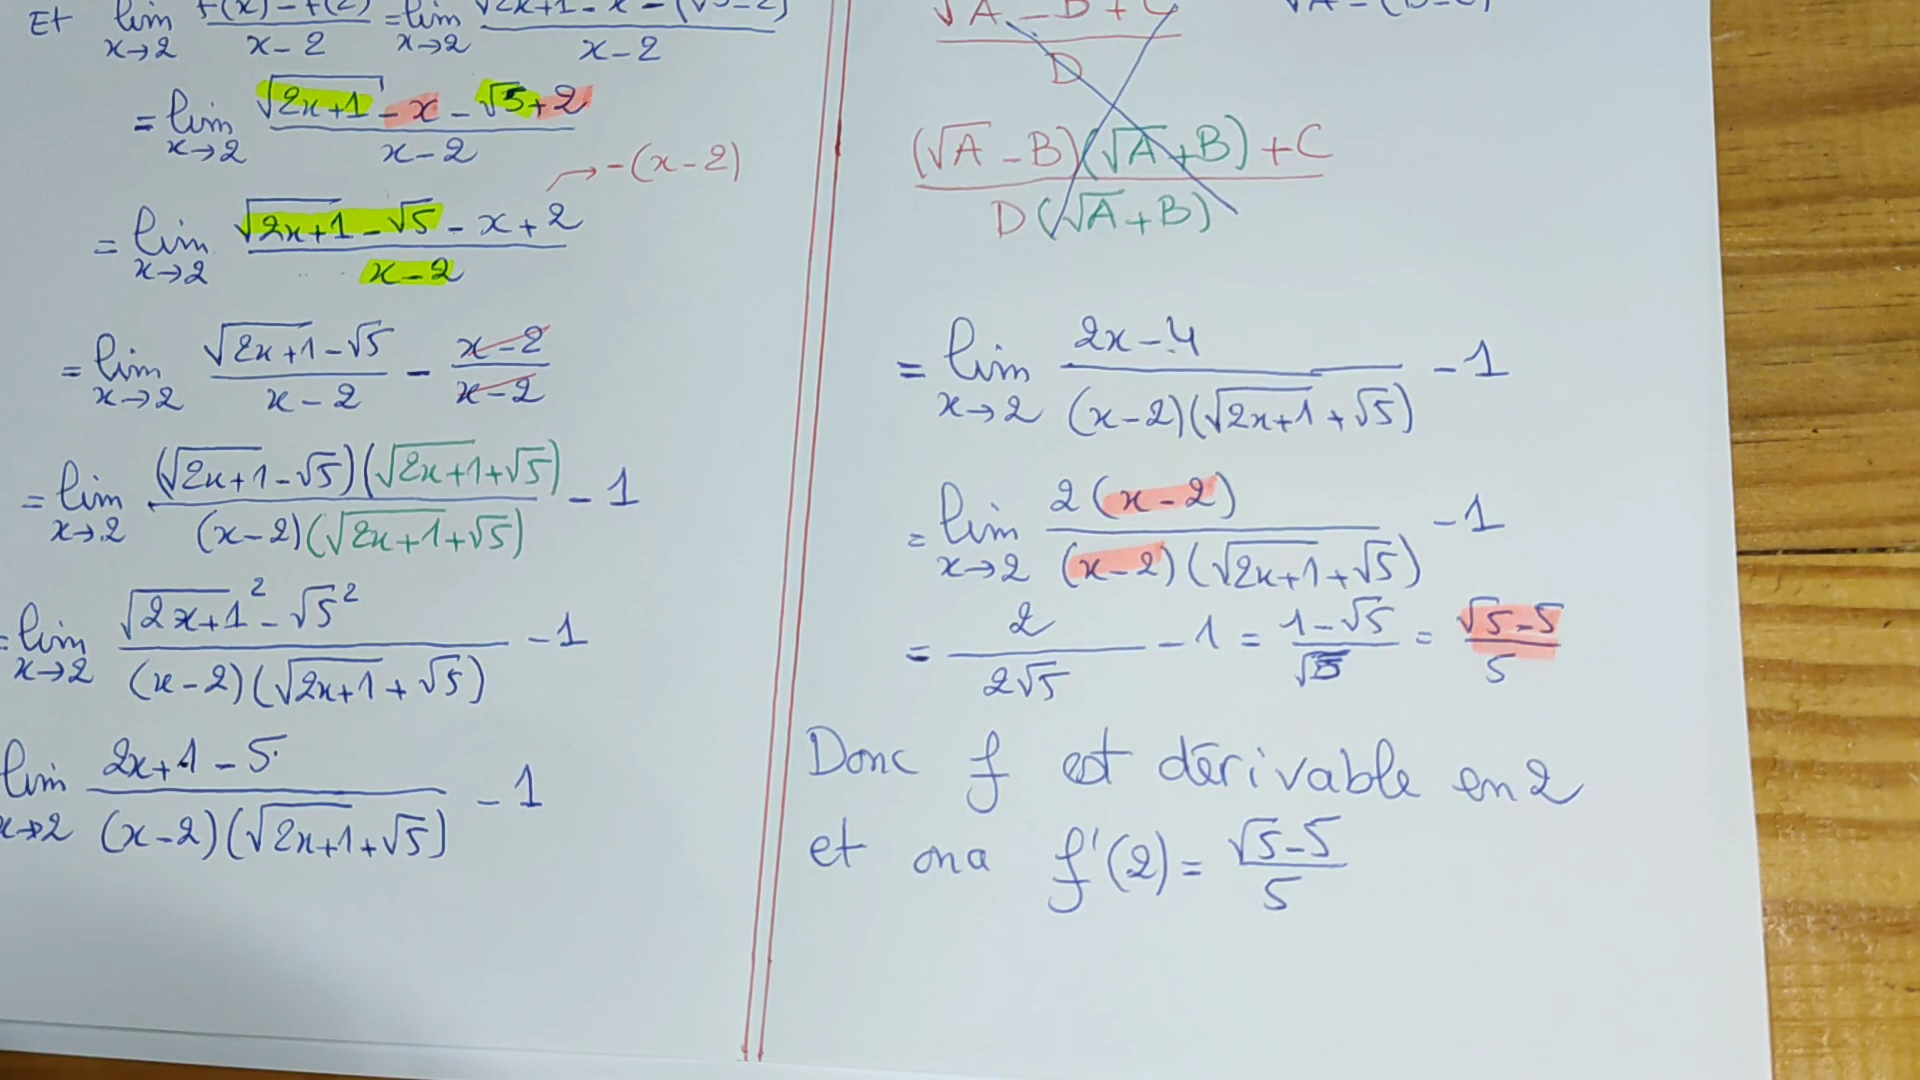 Et lim x→2 (f(x) - f(2))/(x - 2) = lim x→2 (√(2x+1) - x - (√5 - 2))/(x - 2)
= lim x→2 (√(2x+1) - x - √5 + 2)/(x - 2)
→ -(x - 2)
= lim x→2 (√(2x+1) - √5 - x + 2)/(x - 2)
= lim x→2 (√(2x+1) - √5)/(x - 2) - (x - 2)/(x - 2)
= lim x→2 ((√(2x+1) - √5)(√(2x+1) + √5))/((x - 2)(√(2x+1) + √5)) - 1
= lim x→2 (√(2x+1)² - √5²)/((x - 2)(√(2x+1) + √5)) - 1
lim x→2 (2x + 1 - 5)/((x - 2)(√(2x+1) + √5)) - 1
(√A - B + C)/D
((√A - B)(√A + B) + C)/(D(√A + B))
= lim x→2 (2x - 4)/((x - 2)(√(2x+1) + √5)) - 1
= lim x→2 (2(x - 2))/((x - 2)(√(2x+1) + √5)) - 1
= 2/(2√5) - 1 = (1 - √5)/√5 = (√5 - 5)/5
Donc f est dérivable en 2
et on a f'(2) = (√5 - 5)/5